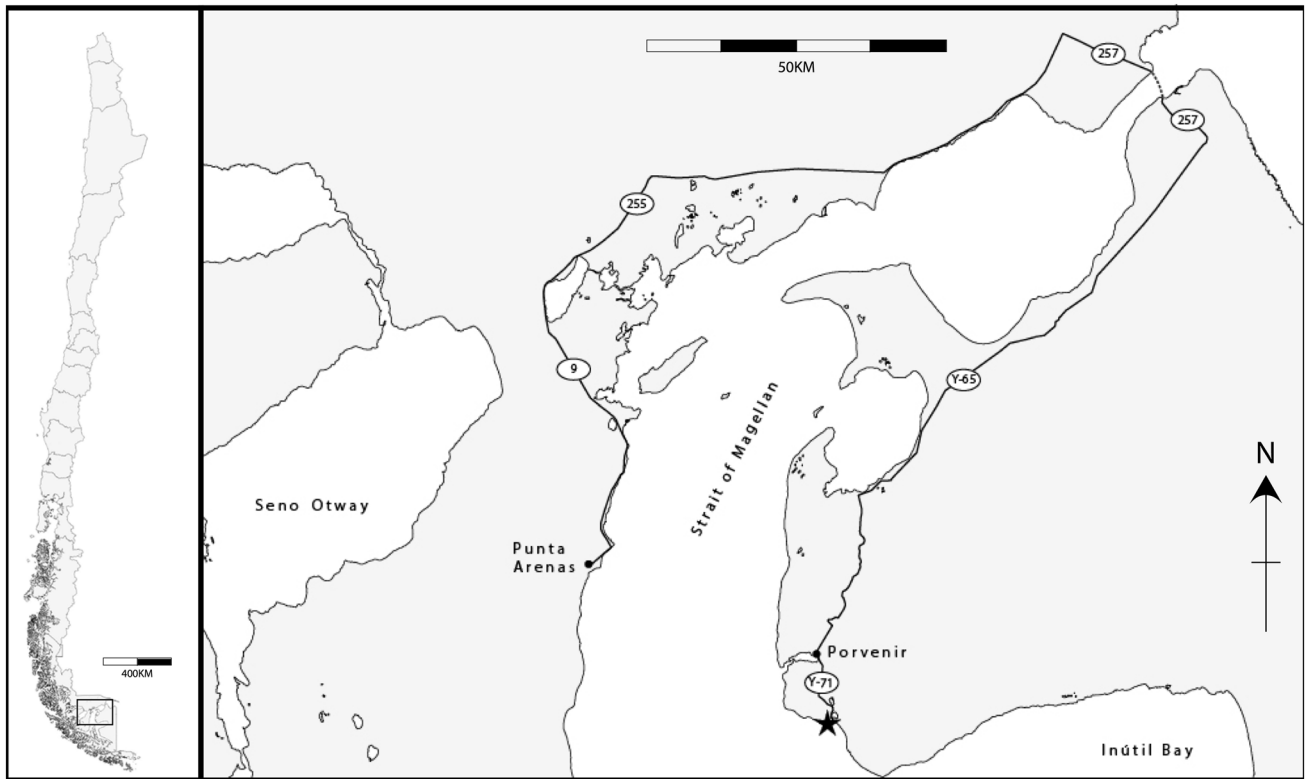 50KM
257
257
255
9
Y-65
Strait of Magellan
Seno Otway
N
Punta
Arenas
Porvenir
Y-71
400KM
Inútil Bay